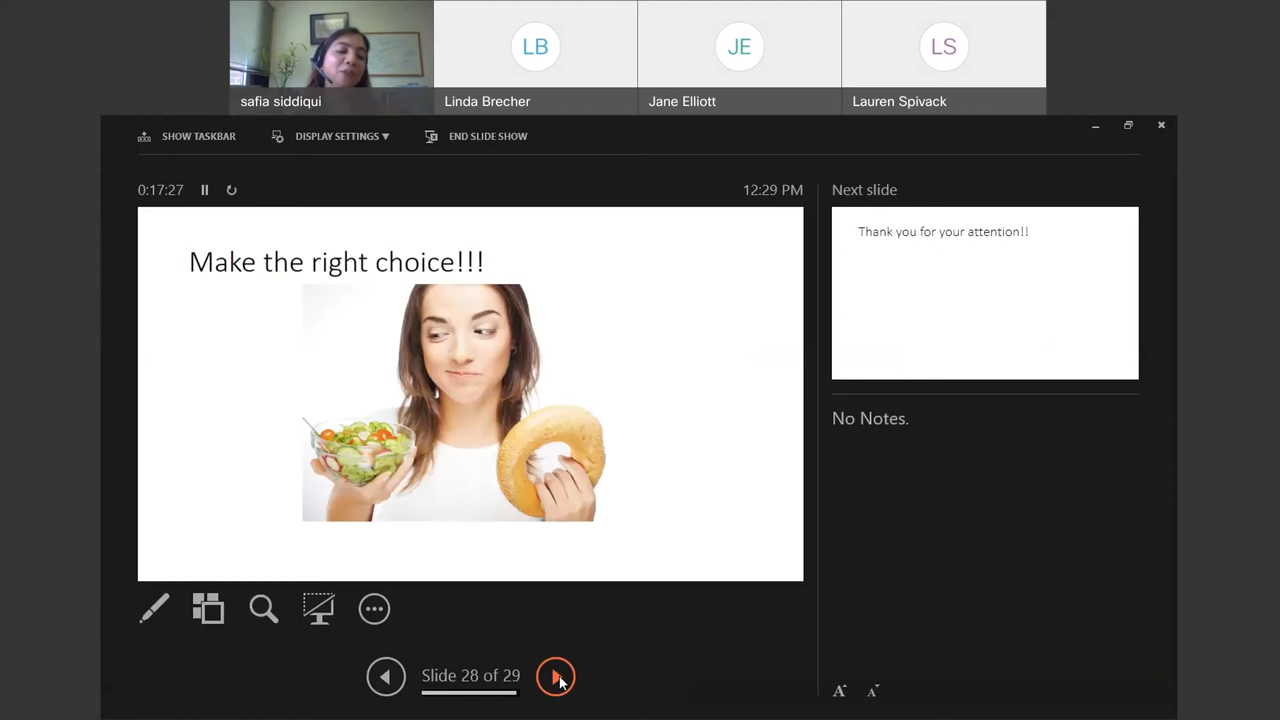 LB
JE
LS
safia siddiqui
Linda Brecher
Jane Elliott
Lauren Spivack
SHOW TASKBAR
DISPLAY SETTINGS ▼
END SLIDE SHOW
0:17:27
12:29 PM
Next slide
Make the right choice!!!
Thank you for your attention!!
No Notes.
Slide 28 of 29
A
A